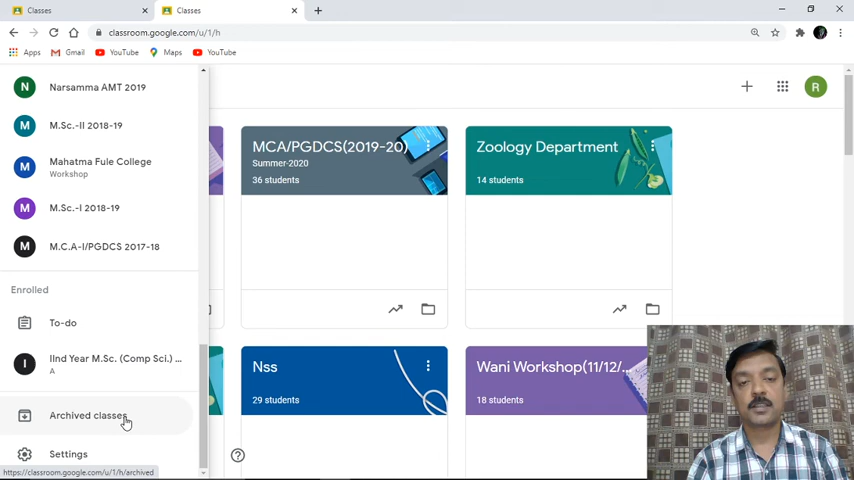 Classes
Classes
classroom.google.com/u/1/h
Apps
Gmail
YouTube
Maps
YouTube
N
Narsamma AMT 2019
M
M.Sc.-II 2018-19
M
Mahatma Fule College
Workshop
M
M.Sc.-I 2018-19
M
M.C.A-I/PGDCS 2017-18
Enrolled
To-do
I
IInd Year M.Sc. (Comp Sci.) ...
A
Archived classes
Settings
https://classroom.google.com/u/1/h/archived
R
MCA/PGDCS(2019-20)
Summer-2020
36 students
Zoology Department
14 students
Nss
29 students
Wani Workshop(11/12/...
18 students